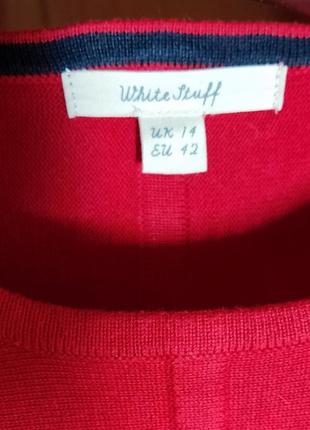 White Stuff
UK 14
EU 42